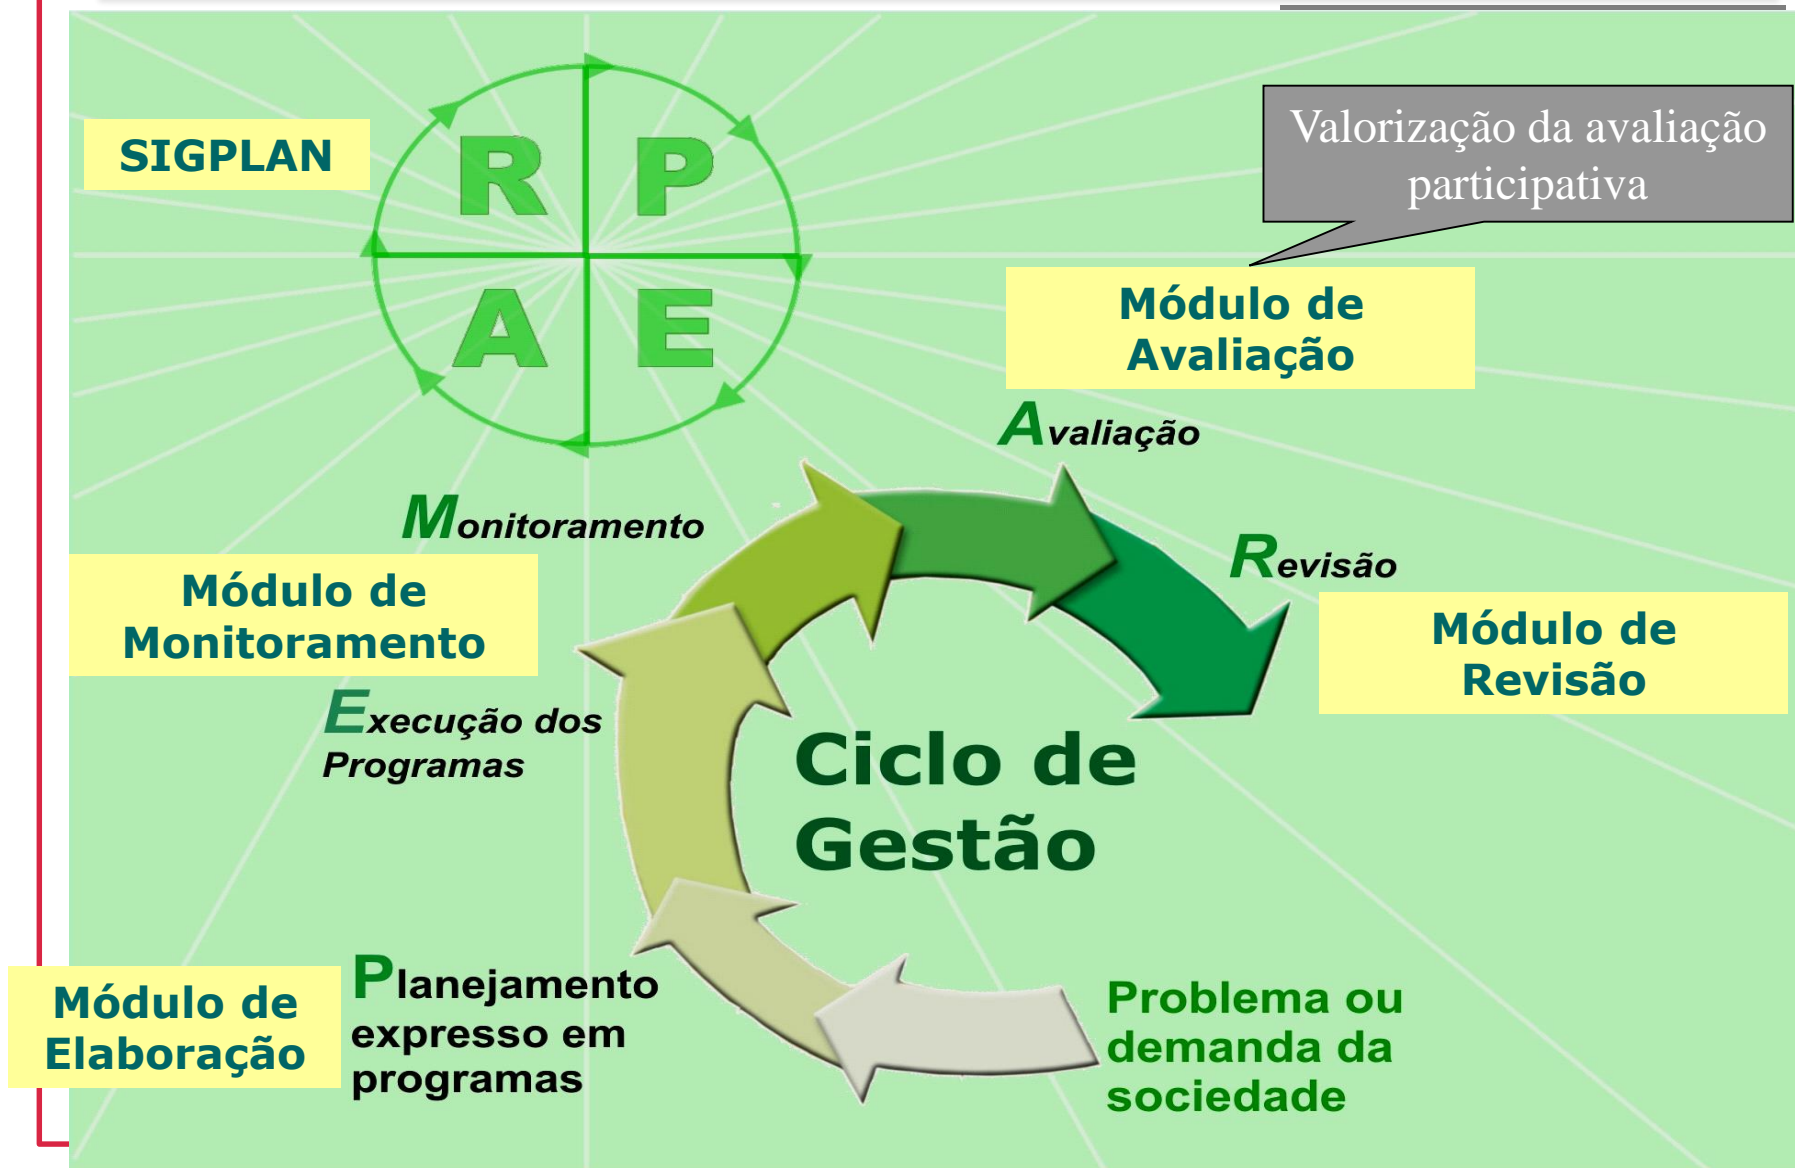 SIGPLAN
R P
A E
Valorização da avaliação
participativa
Módulo de
Avaliação
Avaliação
Monitoramento
Módulo de
Monitoramento
Revisão
Módulo de
Revisão
Execução dos
Programas
Ciclo de
Gestão
Planejamento
expresso em
programas
Módulo de
Elaboração
Problema ou
demanda da
sociedade